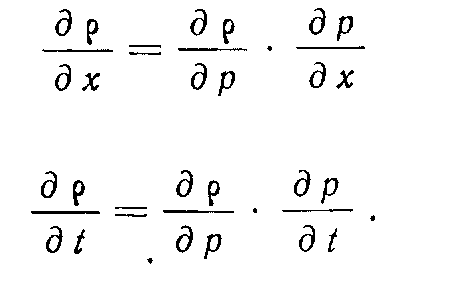 ∂ρ/∂x = ∂ρ/∂p · ∂p/∂x
∂ρ/∂t = ∂ρ/∂p · ∂p/∂t .